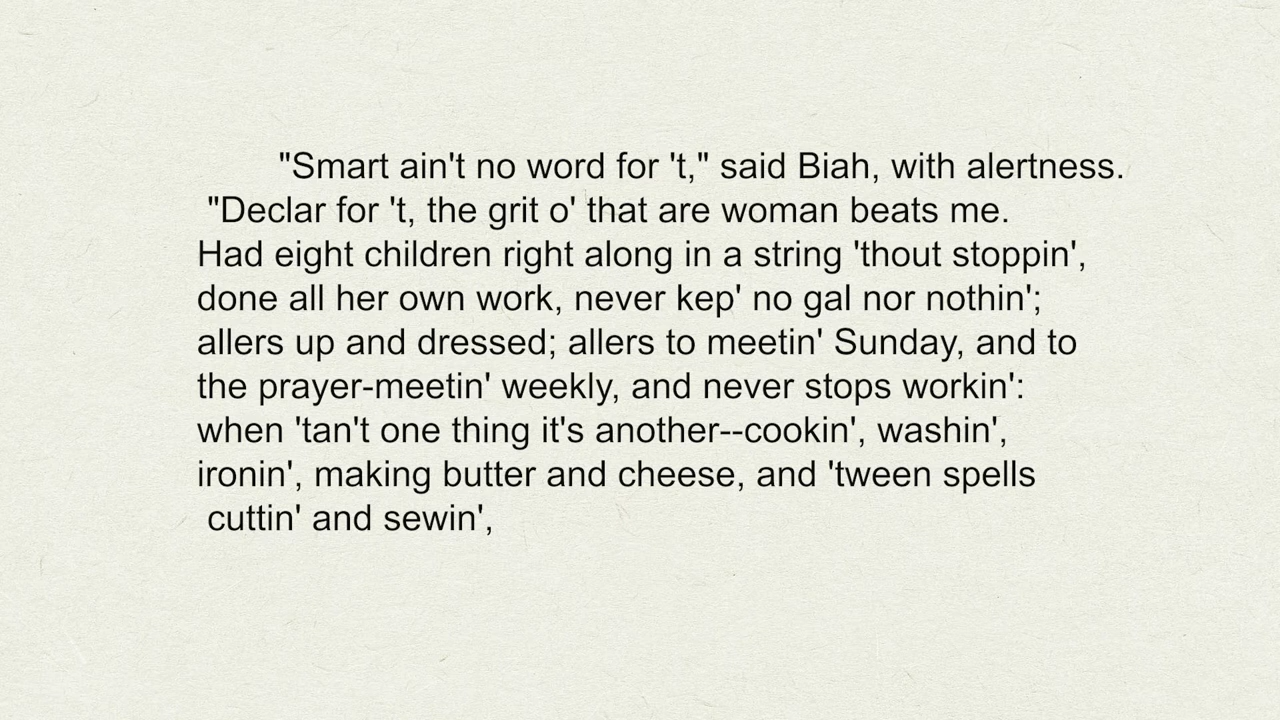 "Smart ain't no word for 't," said Biah, with alertness.
"Declar for 't, the grit o' that are woman beats me.
Had eight children right along in a string 'thout stoppin',
done all her own work, never kep' no gal nor nothin';
allers up and dressed; allers to meetin' Sunday, and to
the prayer-meetin' weekly, and never stops workin':
when 'tan't one thing it's another--cookin', washin',
ironin', making butter and cheese, and 'tween spells
cuttin' and sewin',